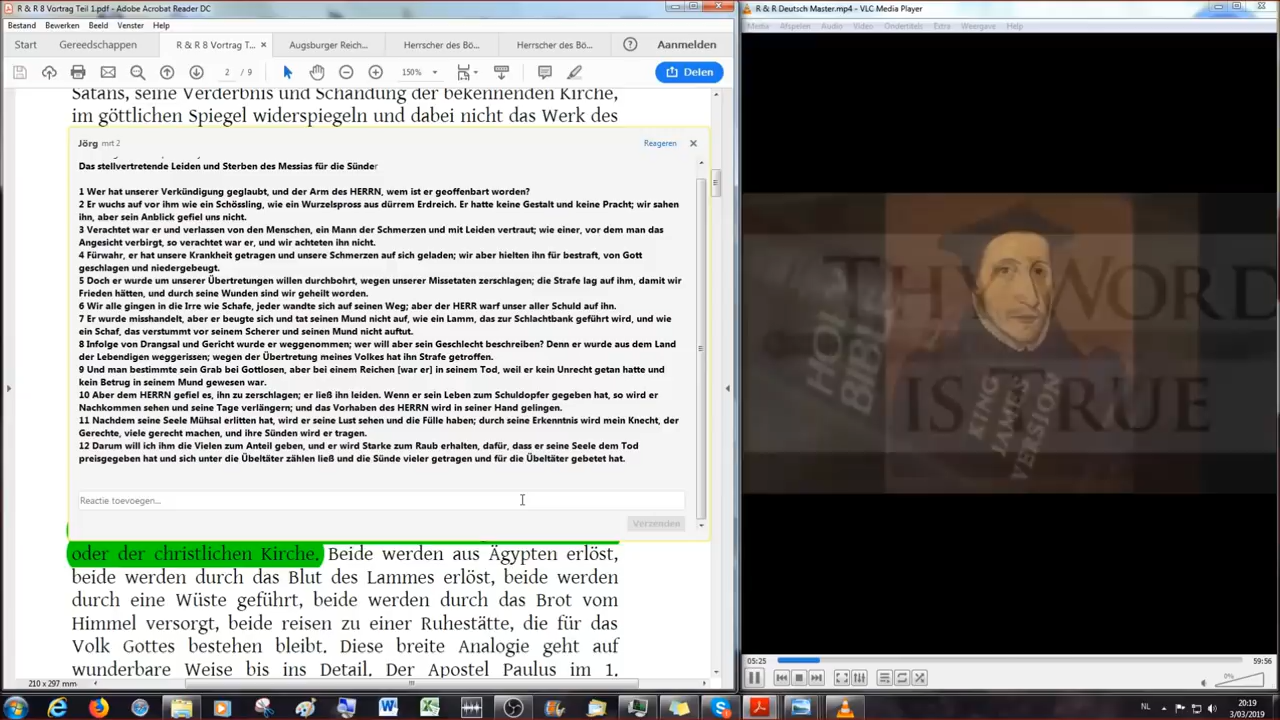 R & R 8 Vortrag Teil 1.pdf - Adobe Acrobat Reader DC
Bestand Bewerken Beeld Venster Help
Start Gereedschappen R & R 8 Vortrag T... × Augsburger Reich... Herrscher des Bö... Herrscher des Bö... Anmelden
2 / 9 150% Delen
Satans, seine Verderbnis und Schändung der bekennenden Kirche,
im göttlichen Spiegel widerspiegeln und dabei nicht das Werk des
Jörg mrt 2 Reageren
Das stellvertretende Leiden und Sterben des Messias für die Sünder
1 Wer hat unserer Verkündigung geglaubt, und der Arm des HERRN, wem ist er geoffenbart worden?
2 Er wuchs auf vor ihm wie ein Schössling, wie ein Wurzelspross aus dürrem Erdreich. Er hatte keine Gestalt und keine Pracht; wir sahen
ihn, aber sein Anblick gefiel uns nicht.
3 Verachtet war er und verlassen von den Menschen, ein Mann der Schmerzen und mit Leiden vertraut; wie einer, vor dem man das
Angesicht verbirgt, so verachtet war er, und wir achteten ihn nicht.
4 Fürwahr, er hat unsere Krankheit getragen und unsere Schmerzen auf sich geladen; wir aber hielten ihn für bestraft, von Gott
geschlagen und niedergebeugt.
5 Doch er wurde um unserer Übertretungen willen durchbohrt, wegen unserer Missetaten zerschlagen; die Strafe lag auf ihm, damit wir
Frieden hätten, und durch seine Wunden sind wir geheilt worden.
6 Wir alle gingen in die Irre wie Schafe, jeder wandte sich auf seinen Weg; aber der HERR warf unser aller Schuld auf ihn.
7 Er wurde misshandelt, aber er beugte sich und tat seinen Mund nicht auf, wie ein Lamm, das zur Schlachtbank geführt wird, und wie
ein Schaf, das verstummt vor seinem Scherer und seinen Mund nicht auftut.
8 Infolge von Drangsal und Gericht wurde er weggenommen; wer will aber sein Geschlecht beschreiben? Denn er wurde aus dem Land
der Lebendigen weggerissen; wegen der Übertretung meines Volkes hat ihn Strafe getroffen.
9 Und man bestimmte sein Grab bei Gottlosen, aber bei einem Reichen [war er] in seinem Tod, weil er kein Unrecht getan hatte und
kein Betrug in seinem Mund gewesen war.
10 Aber dem HERRN gefiel es, ihn zu zerschlagen; er ließ ihn leiden. Wenn er sein Leben zum Schuldopfer gegeben hat, so wird er
Nachkommen sehen und seine Tage verlängern; und das Vorhaben des HERRN wird in seiner Hand gelingen.
11 Nachdem seine Seele Mühsal erlitten hat, wird er seine Lust sehen und die Fülle haben; durch seine Erkenntnis wird mein Knecht, der
Gerechte, viele gerecht machen, und ihre Sünden wird er tragen.
12 Darum will ich ihm die Vielen zum Anteil geben, und er wird Starke zum Raub erhalten, dafür, dass er seine Seele dem Tod
preisgegeben hat und sich unter die Übeltäter zählen ließ und die Sünde vieler getragen und für die Übeltäter gebetet hat.
Reactie toevoegen...
Verzenden
oder der christlichen Kirche. Beide werden aus Ägypten erlöst,
beide werden durch das Blut des Lammes erlöst, beide werden
durch eine Wüste geführt, beide werden durch das Brot vom
Himmel versorgt, beide reisen zu einer Ruhestätte, die für das
Volk Gottes bestehen bleibt. Diese breite Analogie geht auf
wunderbare Weise bis ins Detail. Der Apostel Paulus im 1.
210 x 297 mm
R & R Deutsch Master.mp4 - VLC Media Player
Media Afspelen Audio Video Ondertitels Extra Weergave Help
THY WORD
IS TRUE
HOLY
BIBLE
KING
JAMES
VERSION
05:25 59:56
0%
NL 20:19
3/03/2019